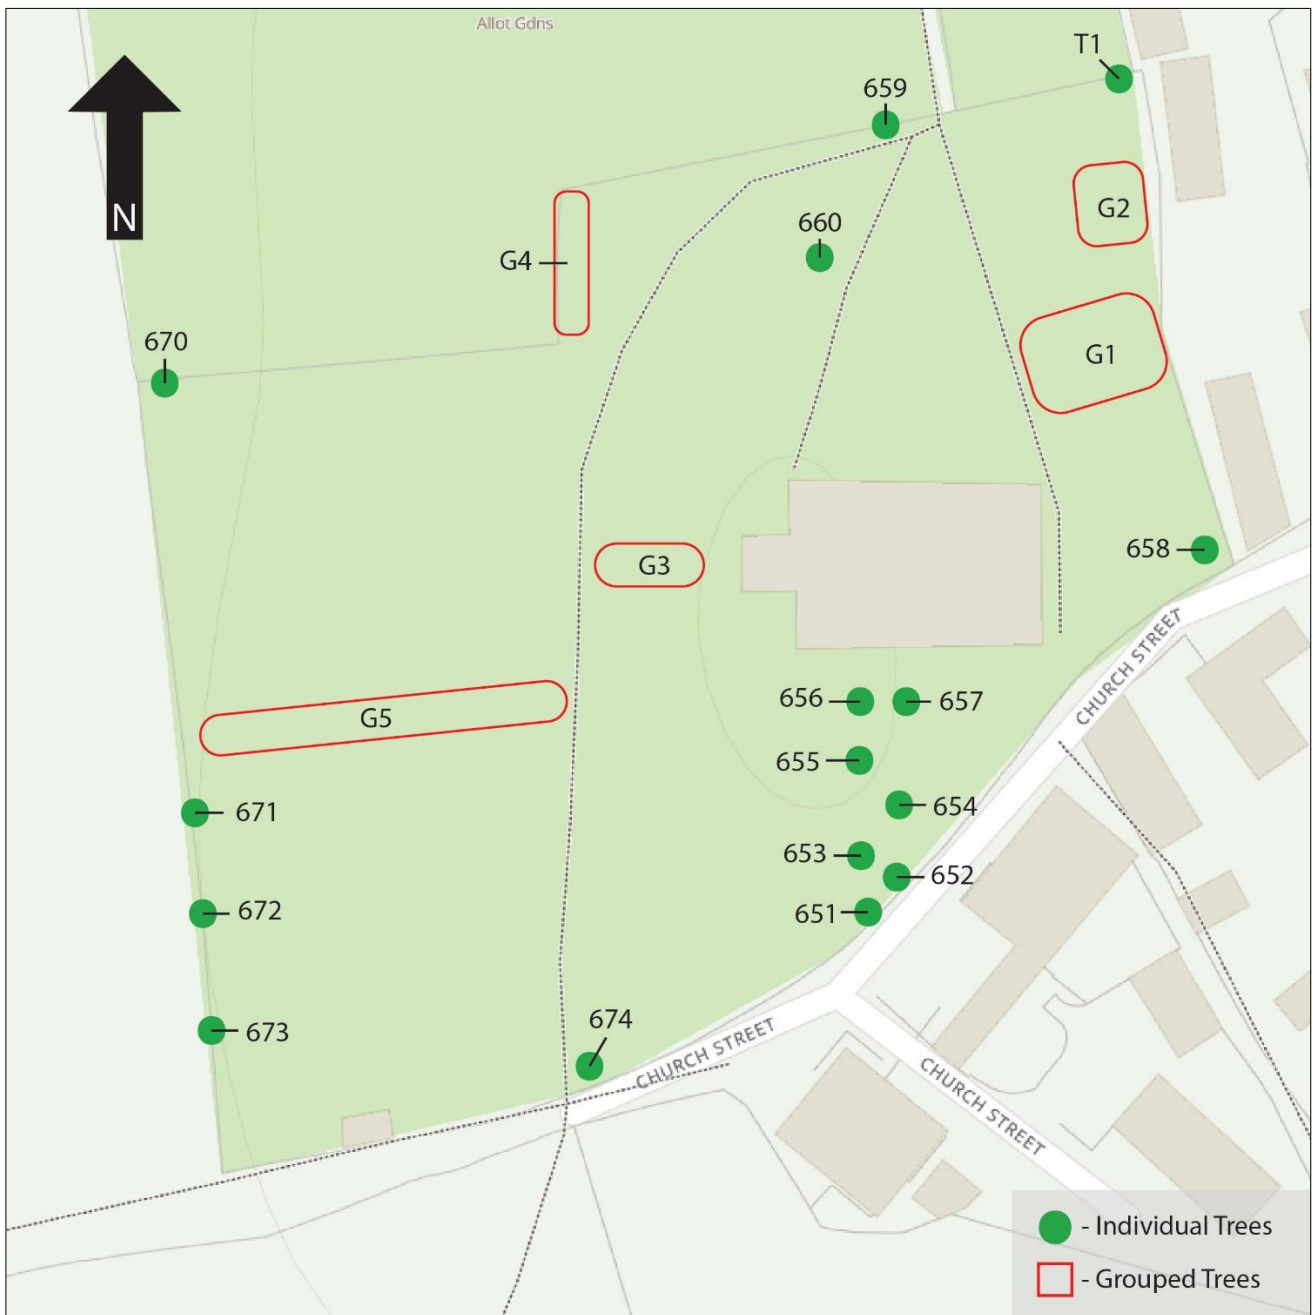 Allot Gdns
T1
659
N
G2
660
G4
670
G1
658
G3
CHURCH STREET
656
657
G5
655
654
671
653
652
672
651
673
674
CHURCH STREET
CHURCH STREET
- Individual Trees
- Grouped Trees